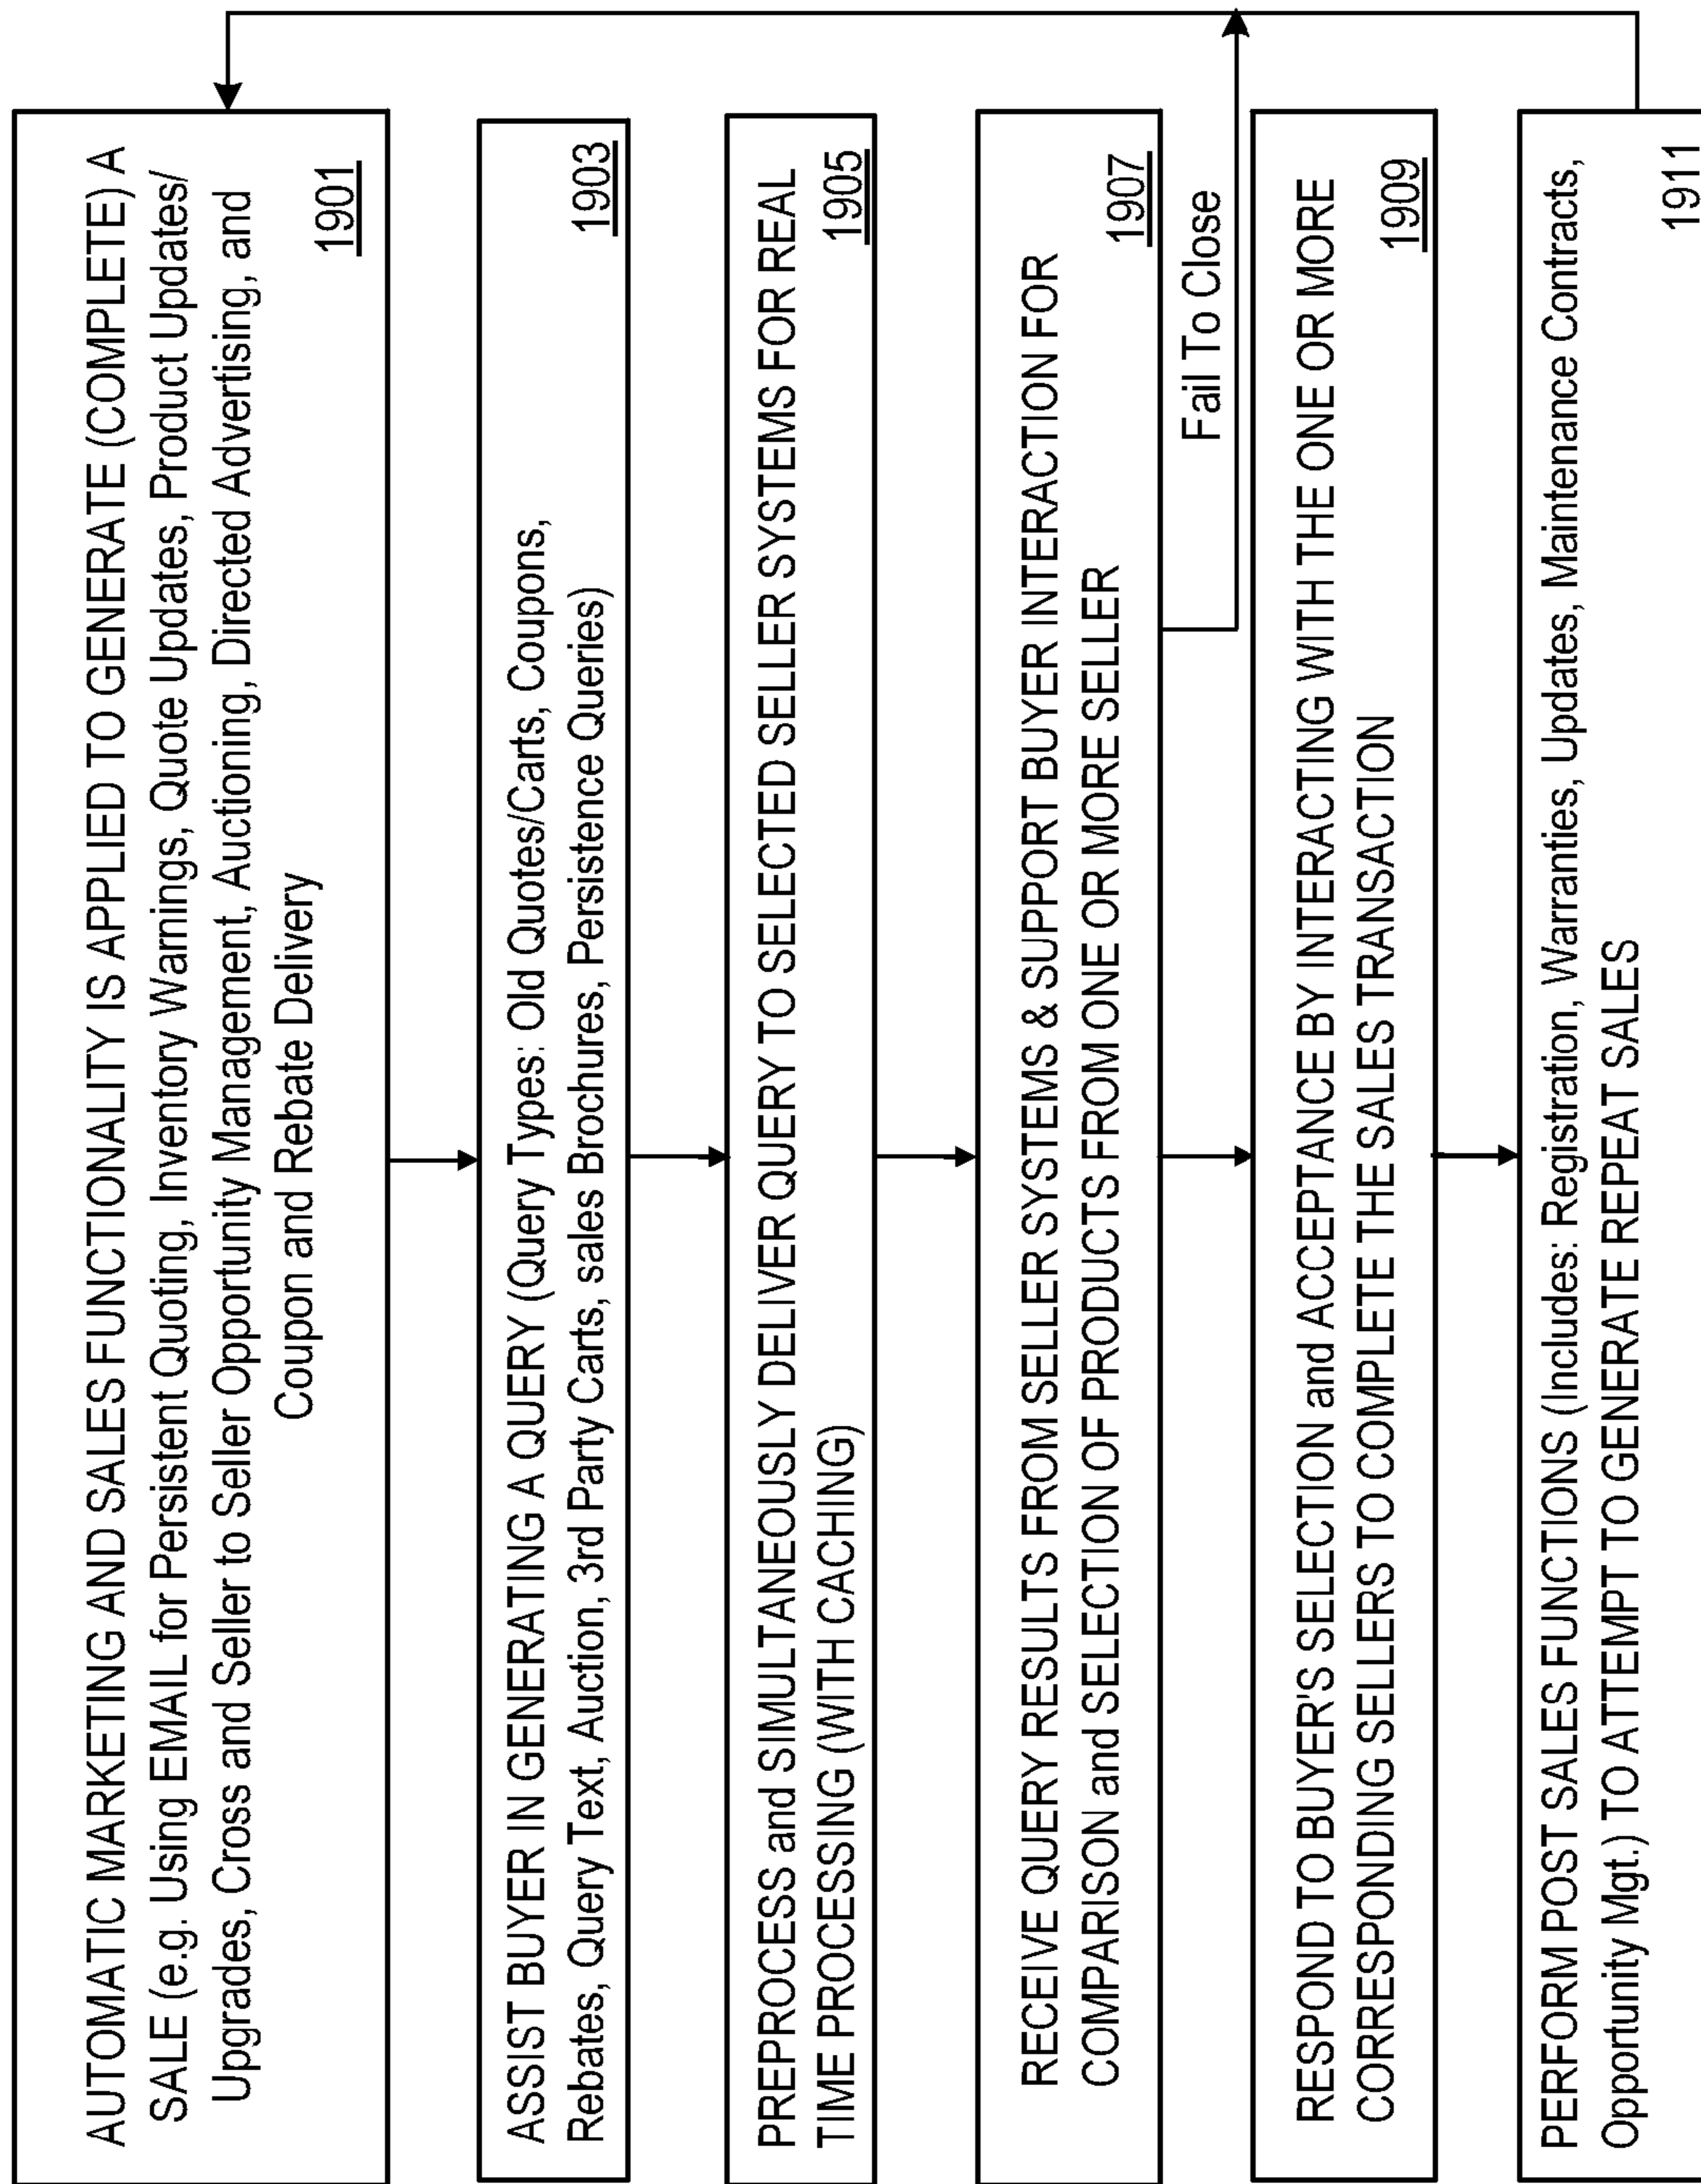 AUTOMATIC MARKETING AND SALES FUNCTIONALITY IS APPLIED TO GENERATE (COMPLETE) A
SALE (e.g. Using EMAIL for Persistent Quoting, Inventory Warnings, Quote Updates, Product Updates/
Upgrades, Cross and Seller to Seller Opportunity Management, Auctioning, Directed Advertising, and
Coupon and Rebate Delivery
1901
ASSIST BUYER IN GENERATING A QUERY (Query Types: Old Quotes/Carts, Coupons,
Rebates, Query Text, Auction, 3rd Party Carts, sales Brochures, Persistence Queries)
1903
PREPROCESS and SIMULTANEOUSLY DELIVER QUERY TO SELECTED SELLER SYSTEMS FOR REAL
TIME PROCESSING (WITH CACHING)
1905
RECEIVE QUERY RESULTS FROM SELLER SYSTEMS & SUPPORT BUYER INTERACTION FOR
COMPARISON and SELECTION OF PRODUCTS FROM ONE OR MORE SELLER
1907
Fail To Close
RESPOND TO BUYER'S SELECTION and ACCEPTANCE BY INTERACTING WITH THE ONE OR MORE
CORRESPONDING SELLERS TO COMPLETE THE SALES TRANSACTION
1909
PERFORM POST SALES FUNCTIONS (Includes: Registration, Warranties, Updates, Maintenance Contracts,
Opportunity Mgt.) TO ATTEMPT TO GENERATE REPEAT SALES
1911